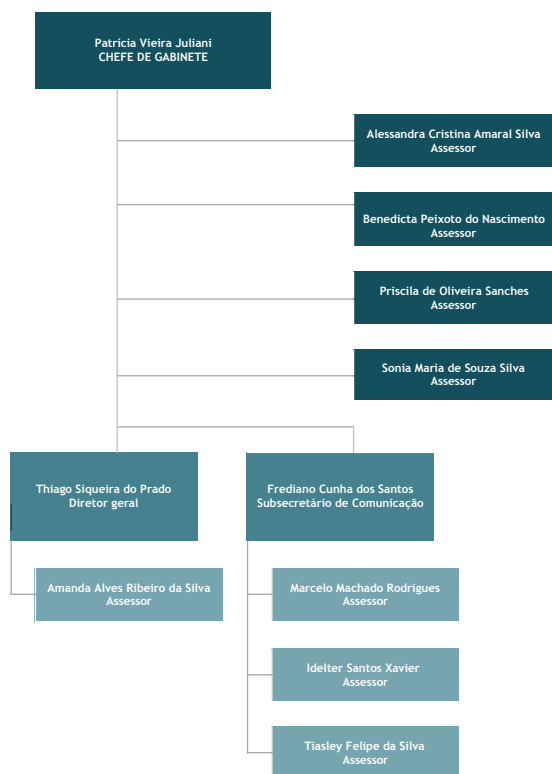 Patrícia Vieira Juliani
CHEFE DE GABINETE
Alessandra Cristina Amaral Silva
Assessor
Benedicta Peixoto do Nascimento
Assessor
Priscila de Oliveira Sanches
Assessor
Sonia Maria de Souza Silva
Assessor
Thiago Siqueira do Prado
Diretor geral
Frediano Cunha dos Santos
Subsecretário de Comunicação
Amanda Alves Ribeiro da Silva
Assessor
Marcelo Machado Rodrigues
Assessor
Idelter Santos Xavier
Assessor
Tiasley Felipe da Silva
Assessor